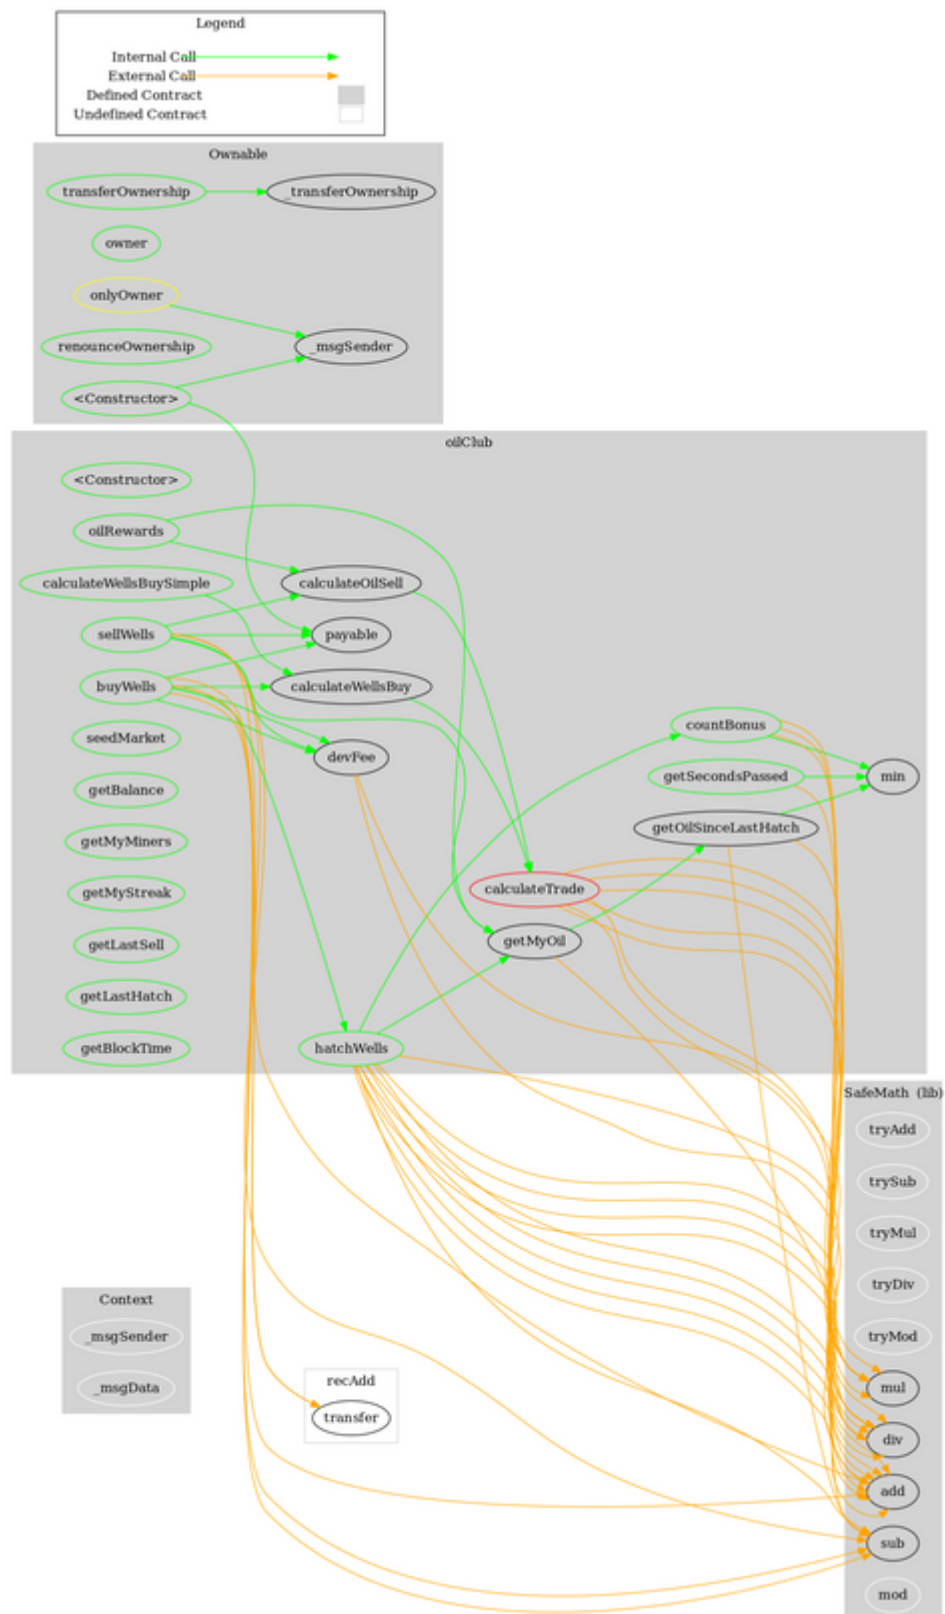 Legend
Internal Call
External Call
Defined Contract
Undefined Contract
Ownable
transferOwnership
_transferOwnership
owner
onlyOwner
renounceOwnership
_msgSender
<Constructor>
oilClub
<Constructor>
oilRewards
calculateWellsBuySimple
calculateOilSell
sellWells
payable
buyWells
calculateWellsBuy
seedMarket
devFee
getBalance
getMyMiners
getMyStreak
getLastSell
getLastHatch
getBlockTime
hatchWells
countBonus
getSecondsPassed
min
getOilSinceLastHatch
calculateTrade
getMyOil
SafeMath (lib)
tryAdd
trySub
tryMul
tryDiv
tryMod
mul
div
add
sub
mod
Context
_msgSender
_msgData
recAdd
transfer